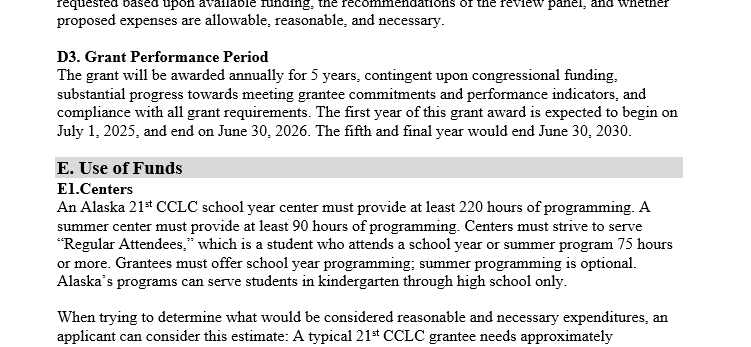 requested based upon available funding, the recommendations of the review panel, and whether
proposed expenses are allowable, reasonable, and necessary.
D3. Grant Performance Period
The grant will be awarded annually for 5 years, contingent upon congressional funding,
substantial progress towards meeting grantee commitments and performance indicators, and
compliance with all grant requirements. The first year of this grant award is expected to begin on
July 1, 2025, and end on June 30, 2026. The fifth and final year would end June 30, 2030.
E. Use of Funds
E1.Centers
An Alaska 21st CCLC school year center must provide at least 220 hours of programming. A
summer center must provide at least 90 hours of programming. Centers must strive to serve
“Regular Attendees,” which is a student who attends a school year or summer program 75 hours
or more. Grantees must offer school year programming; summer programming is optional.
Alaska’s programs can serve students in kindergarten through high school only.
When trying to determine what would be considered reasonable and necessary expenditures, an
applicant can consider this estimate: A typical 21st CCLC grantee needs approximately